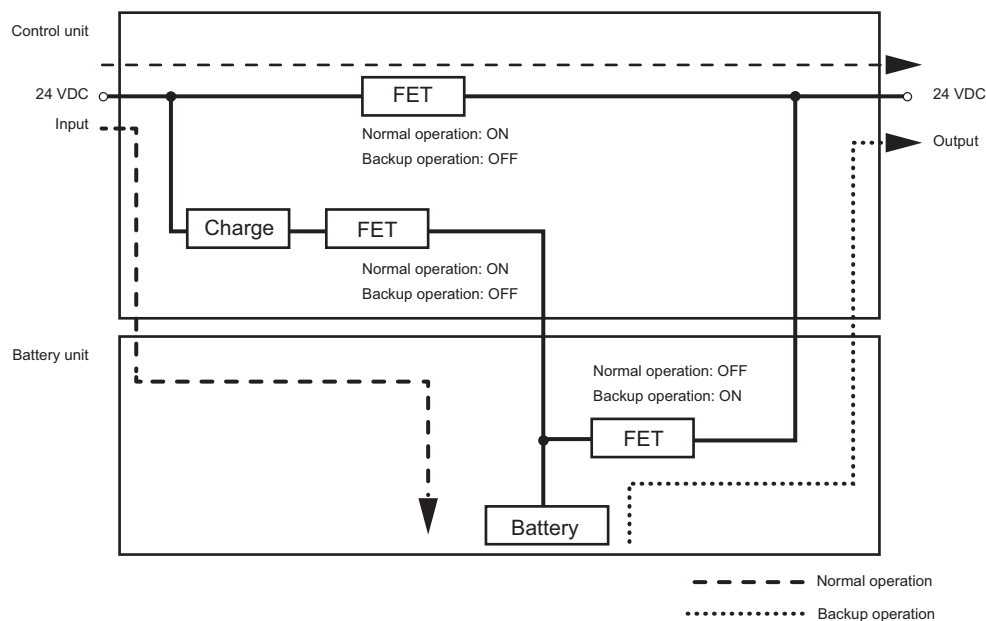 Control unit
24 VDC
FET
24 VDC
Input
Normal operation: ON
Backup operation: OFF
Output
Charge
FET
Normal operation: ON
Backup operation: OFF
Battery unit
Normal operation: OFF
Backup operation: ON
FET
Battery
Normal operation
Backup operation